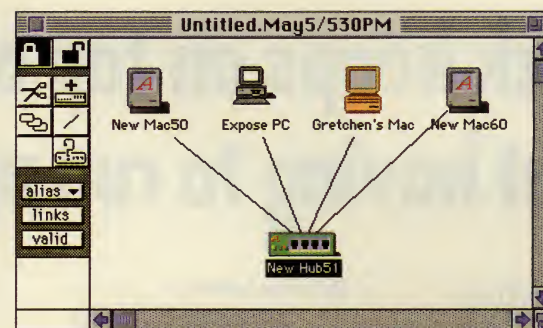 Untitled.May5/530PM
A
A
New Mac50 Expose PC Gretchen's Mac New Mac60
alias
links
valid
New Hub51